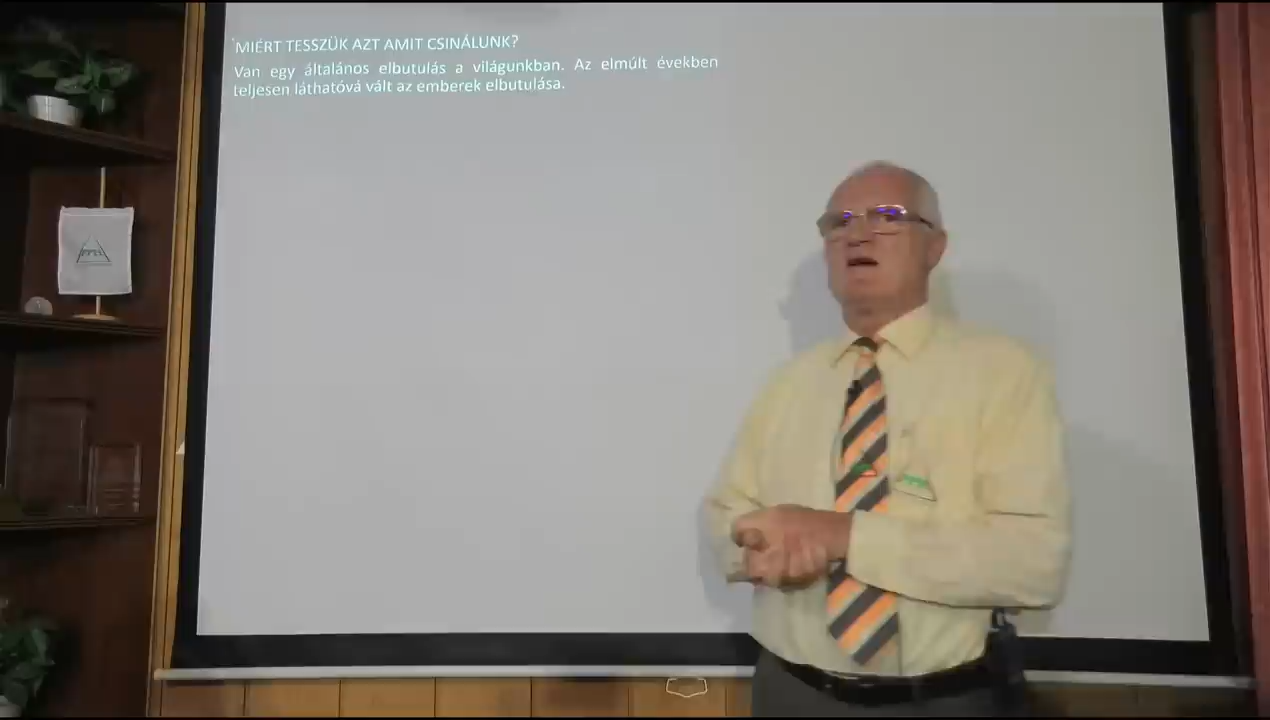 'MIÉRT TESSZÜK AZT AMIT CSINÁLUNK?
Van egy általános elbutulás a világunkban. Az elmúlt években
teljesen láthatóvá vált az emberek elbutulása.